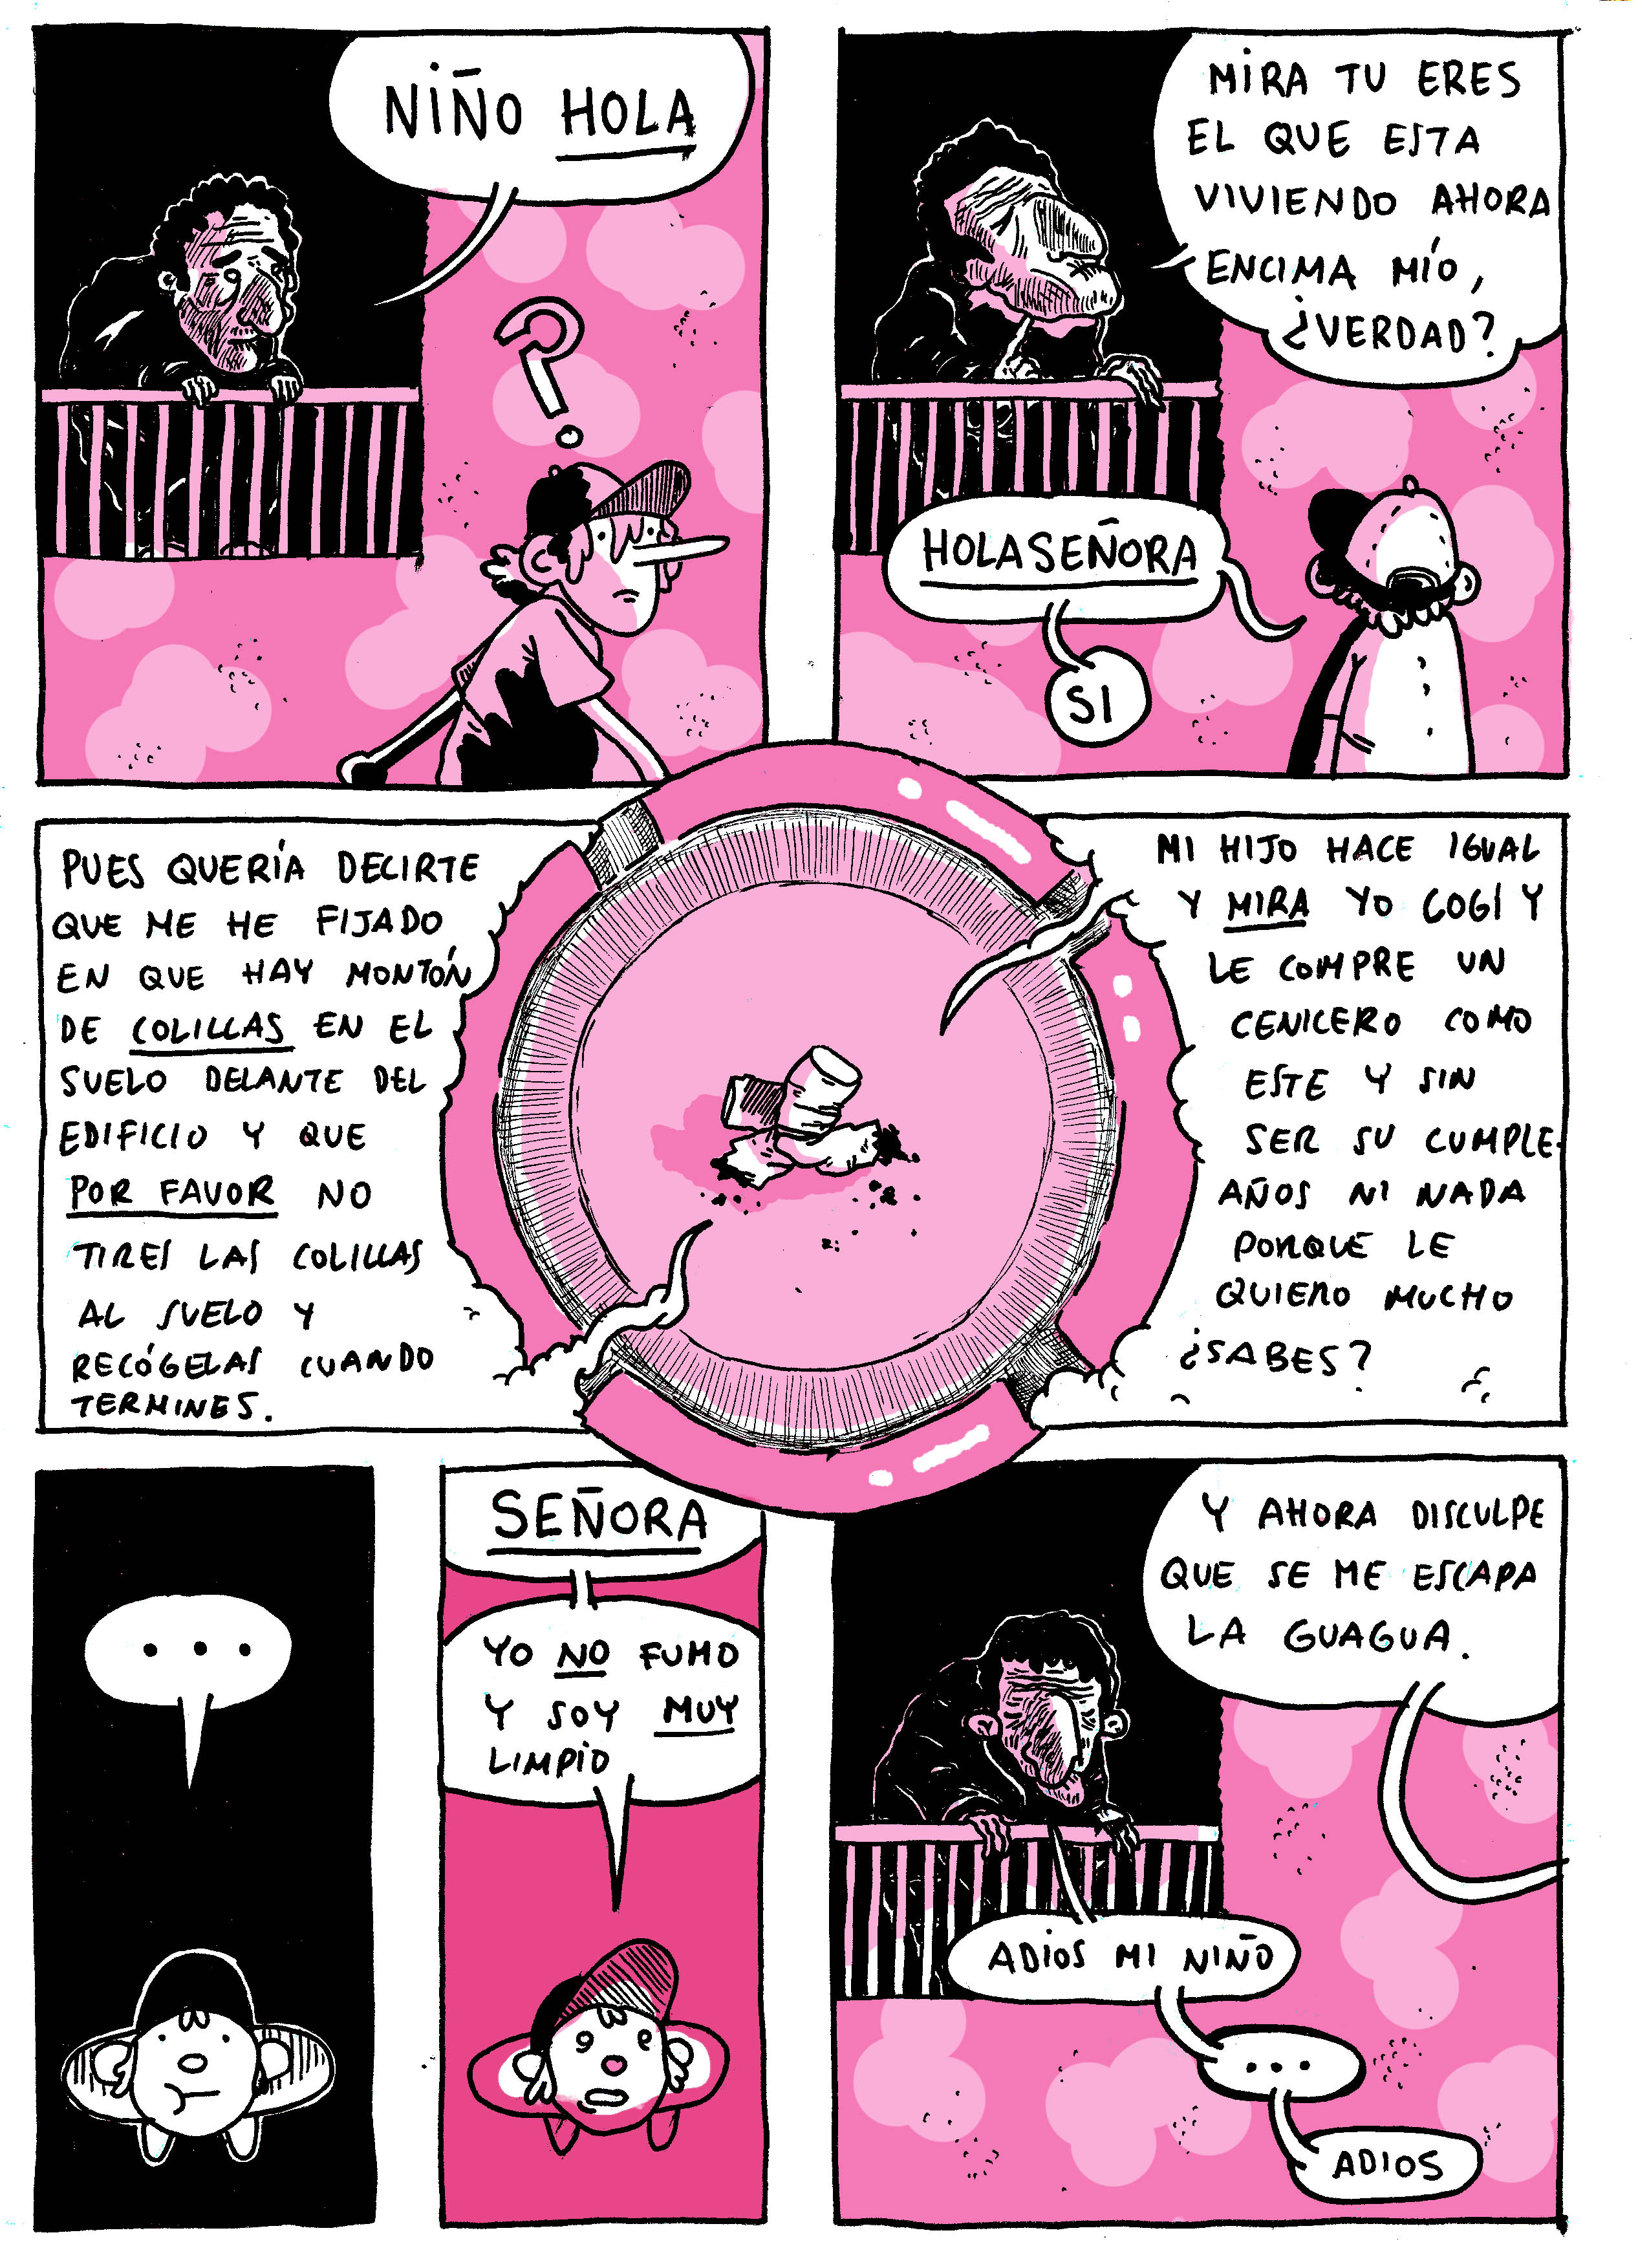 NIÑO HOLA
MIRA TU ERES
EL QUE ESTA
VIVIENDO AHORA
ENCIMA MÍO,
¿VERDAD?
HOLA SEÑORA
SI
PUES QUERÍA DECIRTE
QUE ME HE FIJADO
EN QUE HAY MONTÓN
DE COLILLAS EN EL
SUELO DELANTE DEL
EDIFICIO Y QUE
POR FAVOR NO
TIRES LAS COLILLAS
AL SUELO Y
RECÓGELAS CUANDO
TERMINES.
MI HIJO HACE IGUAL
Y MIRA YO COGÍ Y
LE COMPRE UN
CENICERO COMO
ESTE Y SIN
SER SU CUMPLE-
AÑOS NI NADA
PORQUE LE
QUIERO MUCHO
¿SABES?
...
SEÑORA
YO NO FUMO
Y SOY MUY
LIMPIO
Y AHORA DISCULPE
QUE SE ME ESCAPA
LA GUAGUA.
ADIOS MI NIÑO
...
ADIOS